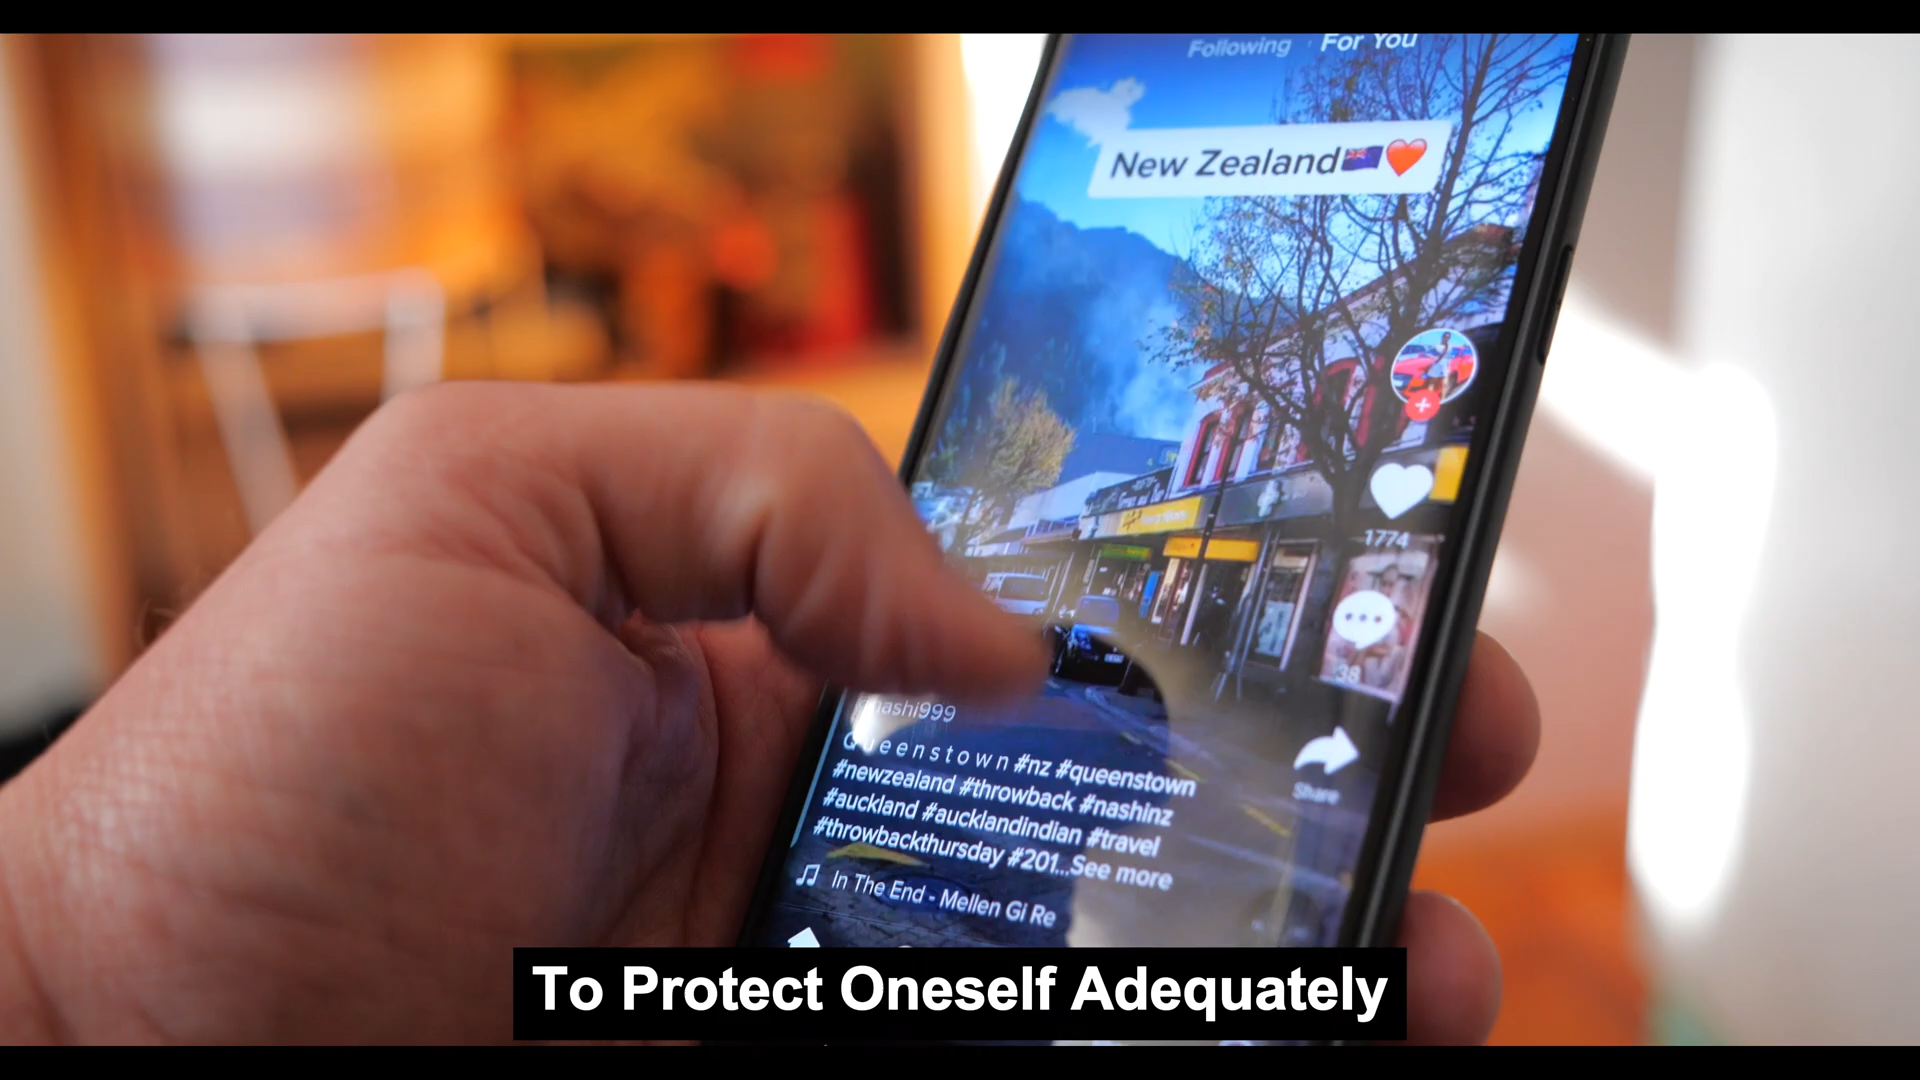 Following
For You
New Zealand🇳🇿❤️
1774
38
Share
Queenstown #nz #queenstown
#newzealand #throwback #nashinz
#auckland #aucklandindian #travel
#throwbackthursday #201...See more
In The End - Mellen Gi Re
To Protect Oneself Adequately